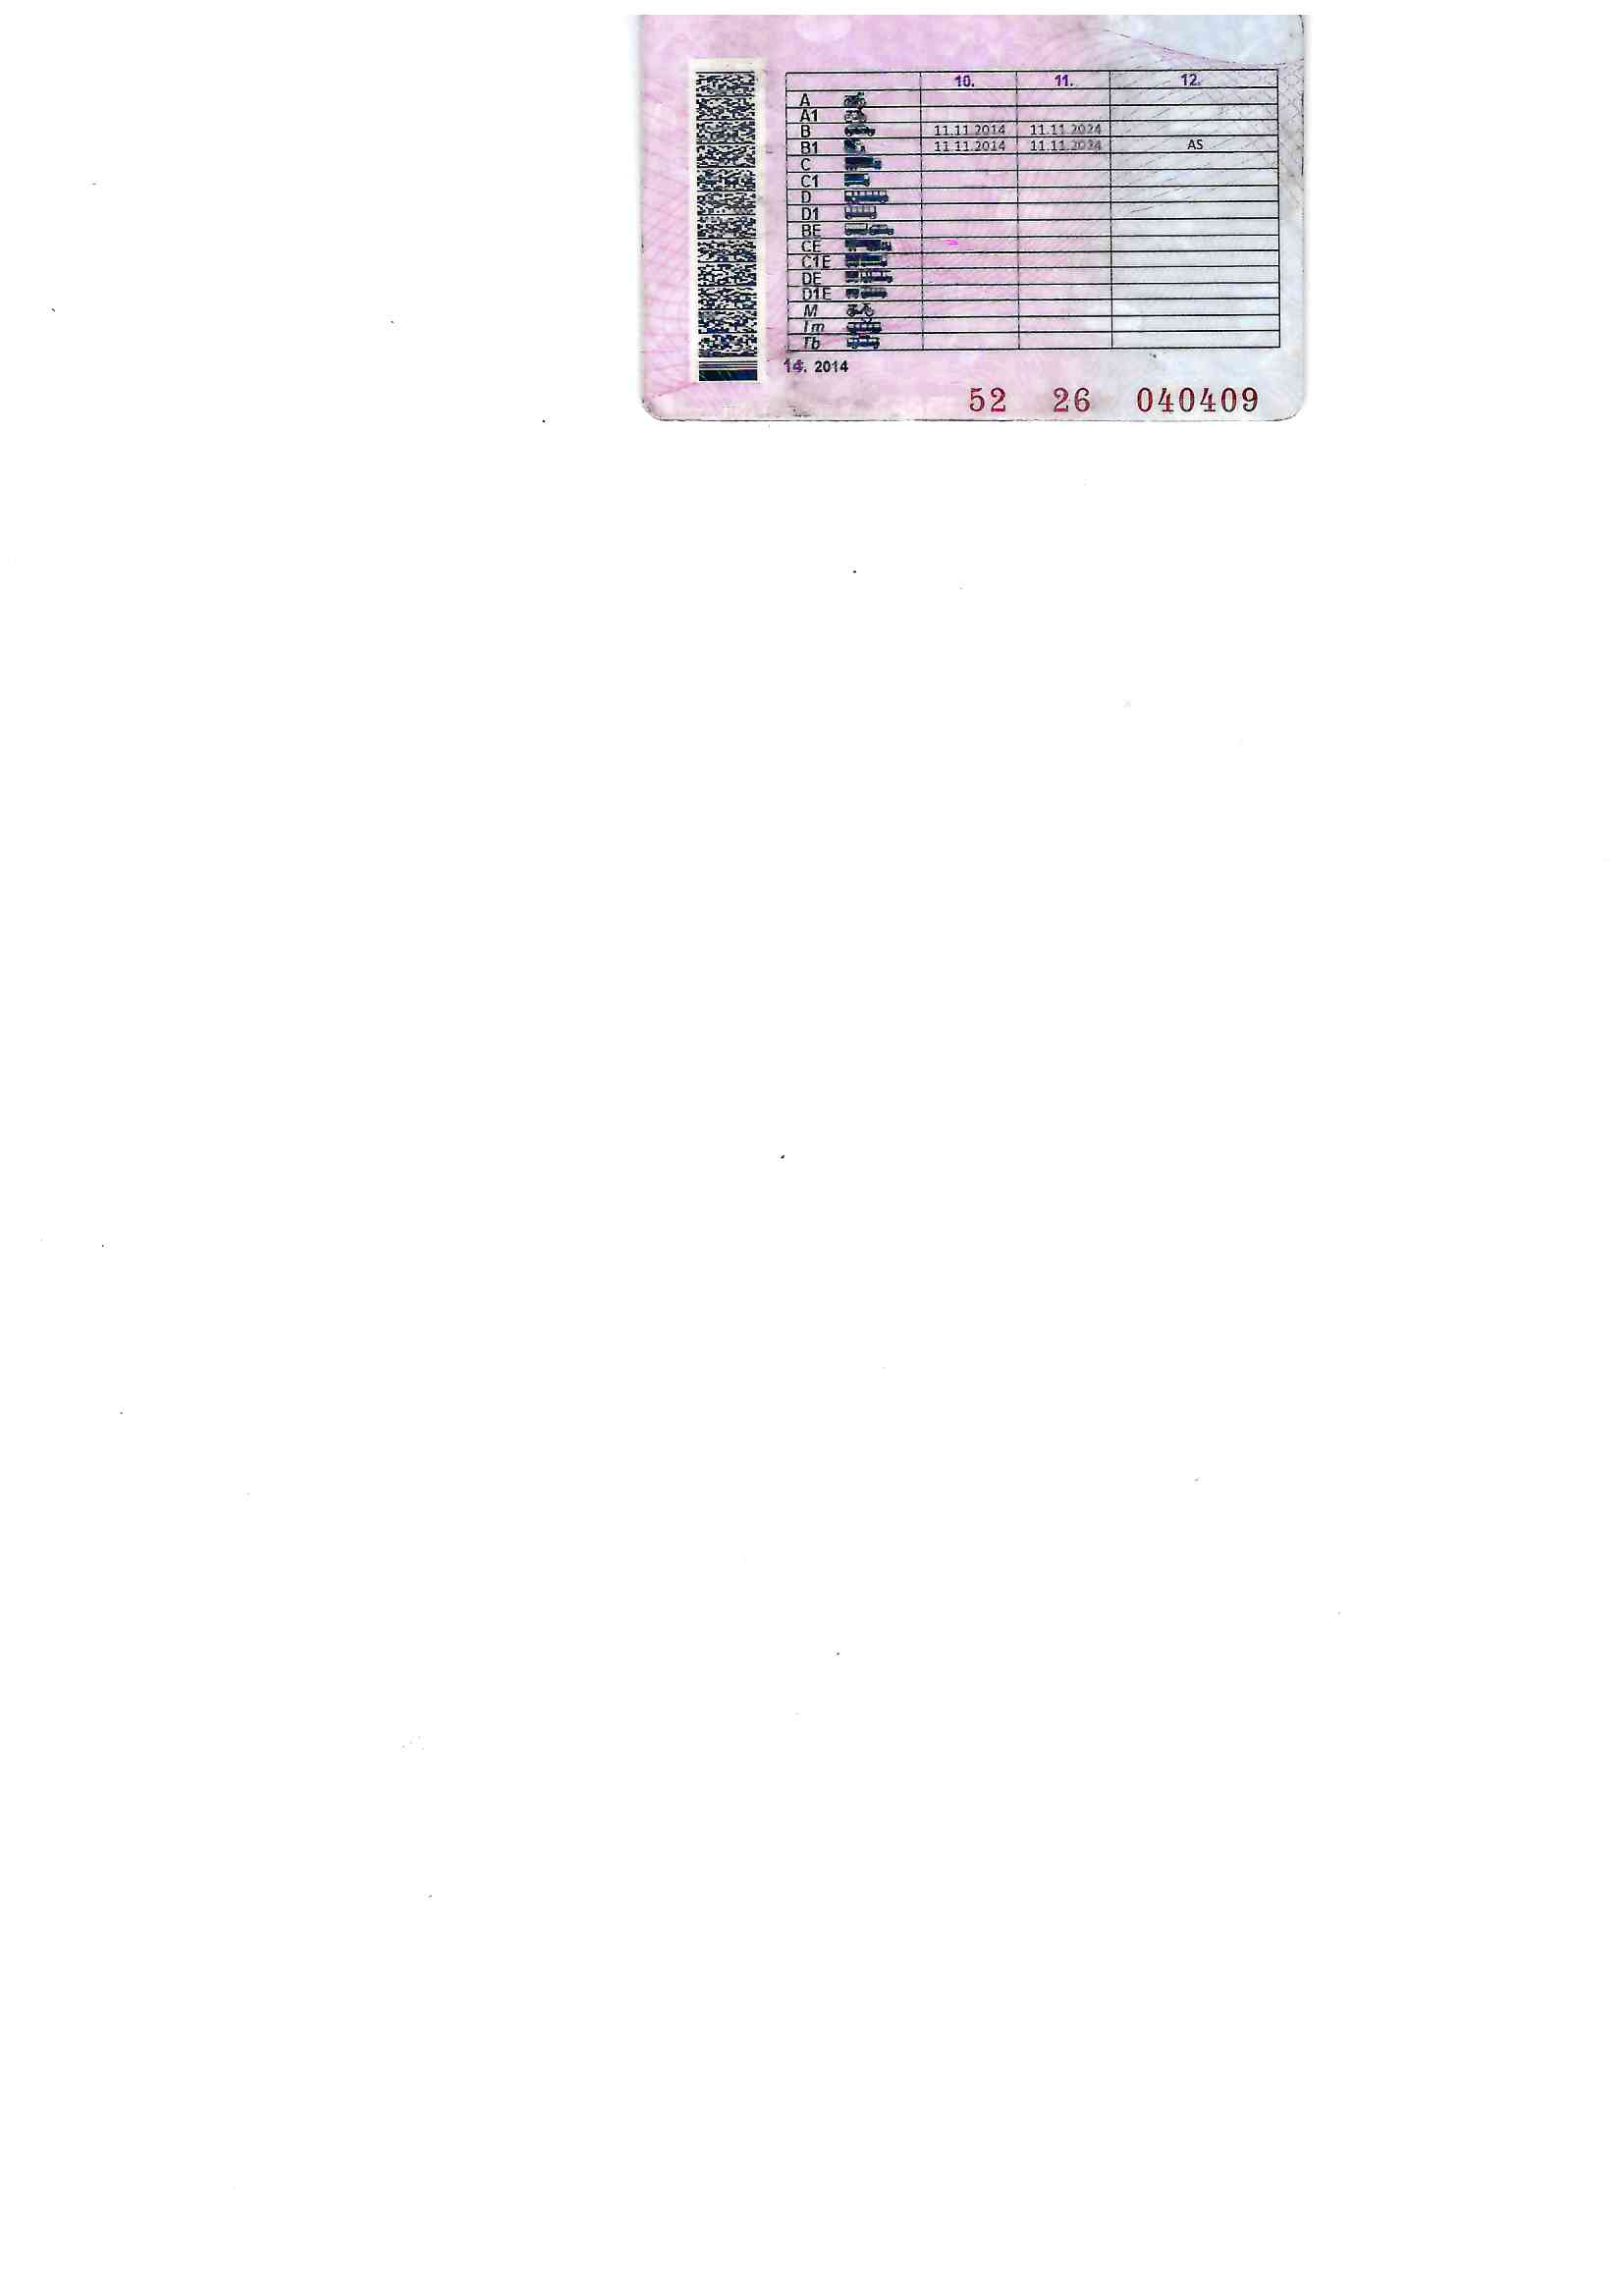 10. 11. 12.
A
A1
B 11.11.2014 11.11.2024
B1 11.11.2014 11.11.2024 AS
C
C1
D
D1
BE
CE
C1E
DE
D1E
M
Tm
Tb
14. 2014
52 26 040409